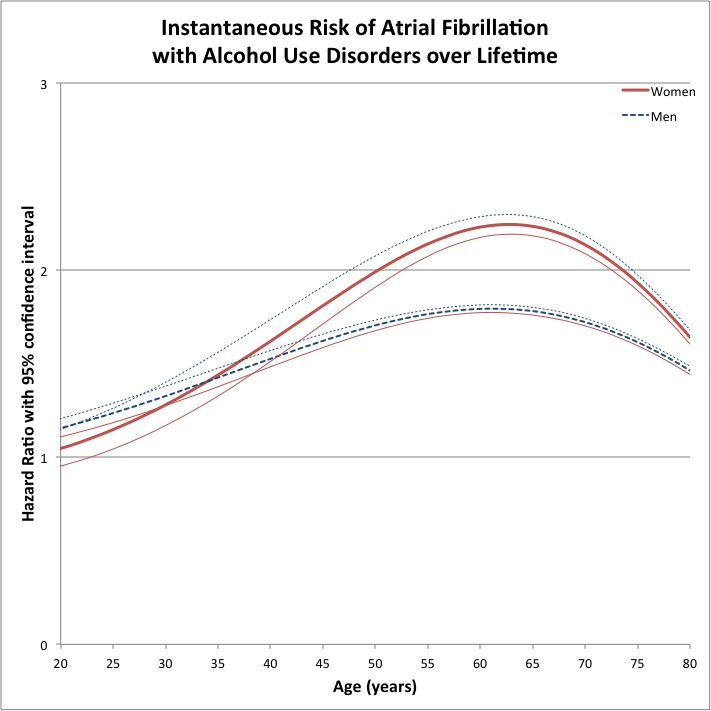 Instantaneous Risk of Atrial Fibrillation
with Alcohol Use Disorders over Lifetime
3
Women
Men
2
Hazard Ratio with 95% confidence interval
1
0
20 25 30 35 40 45 50 55 60 65 70 75 80
Age (years)